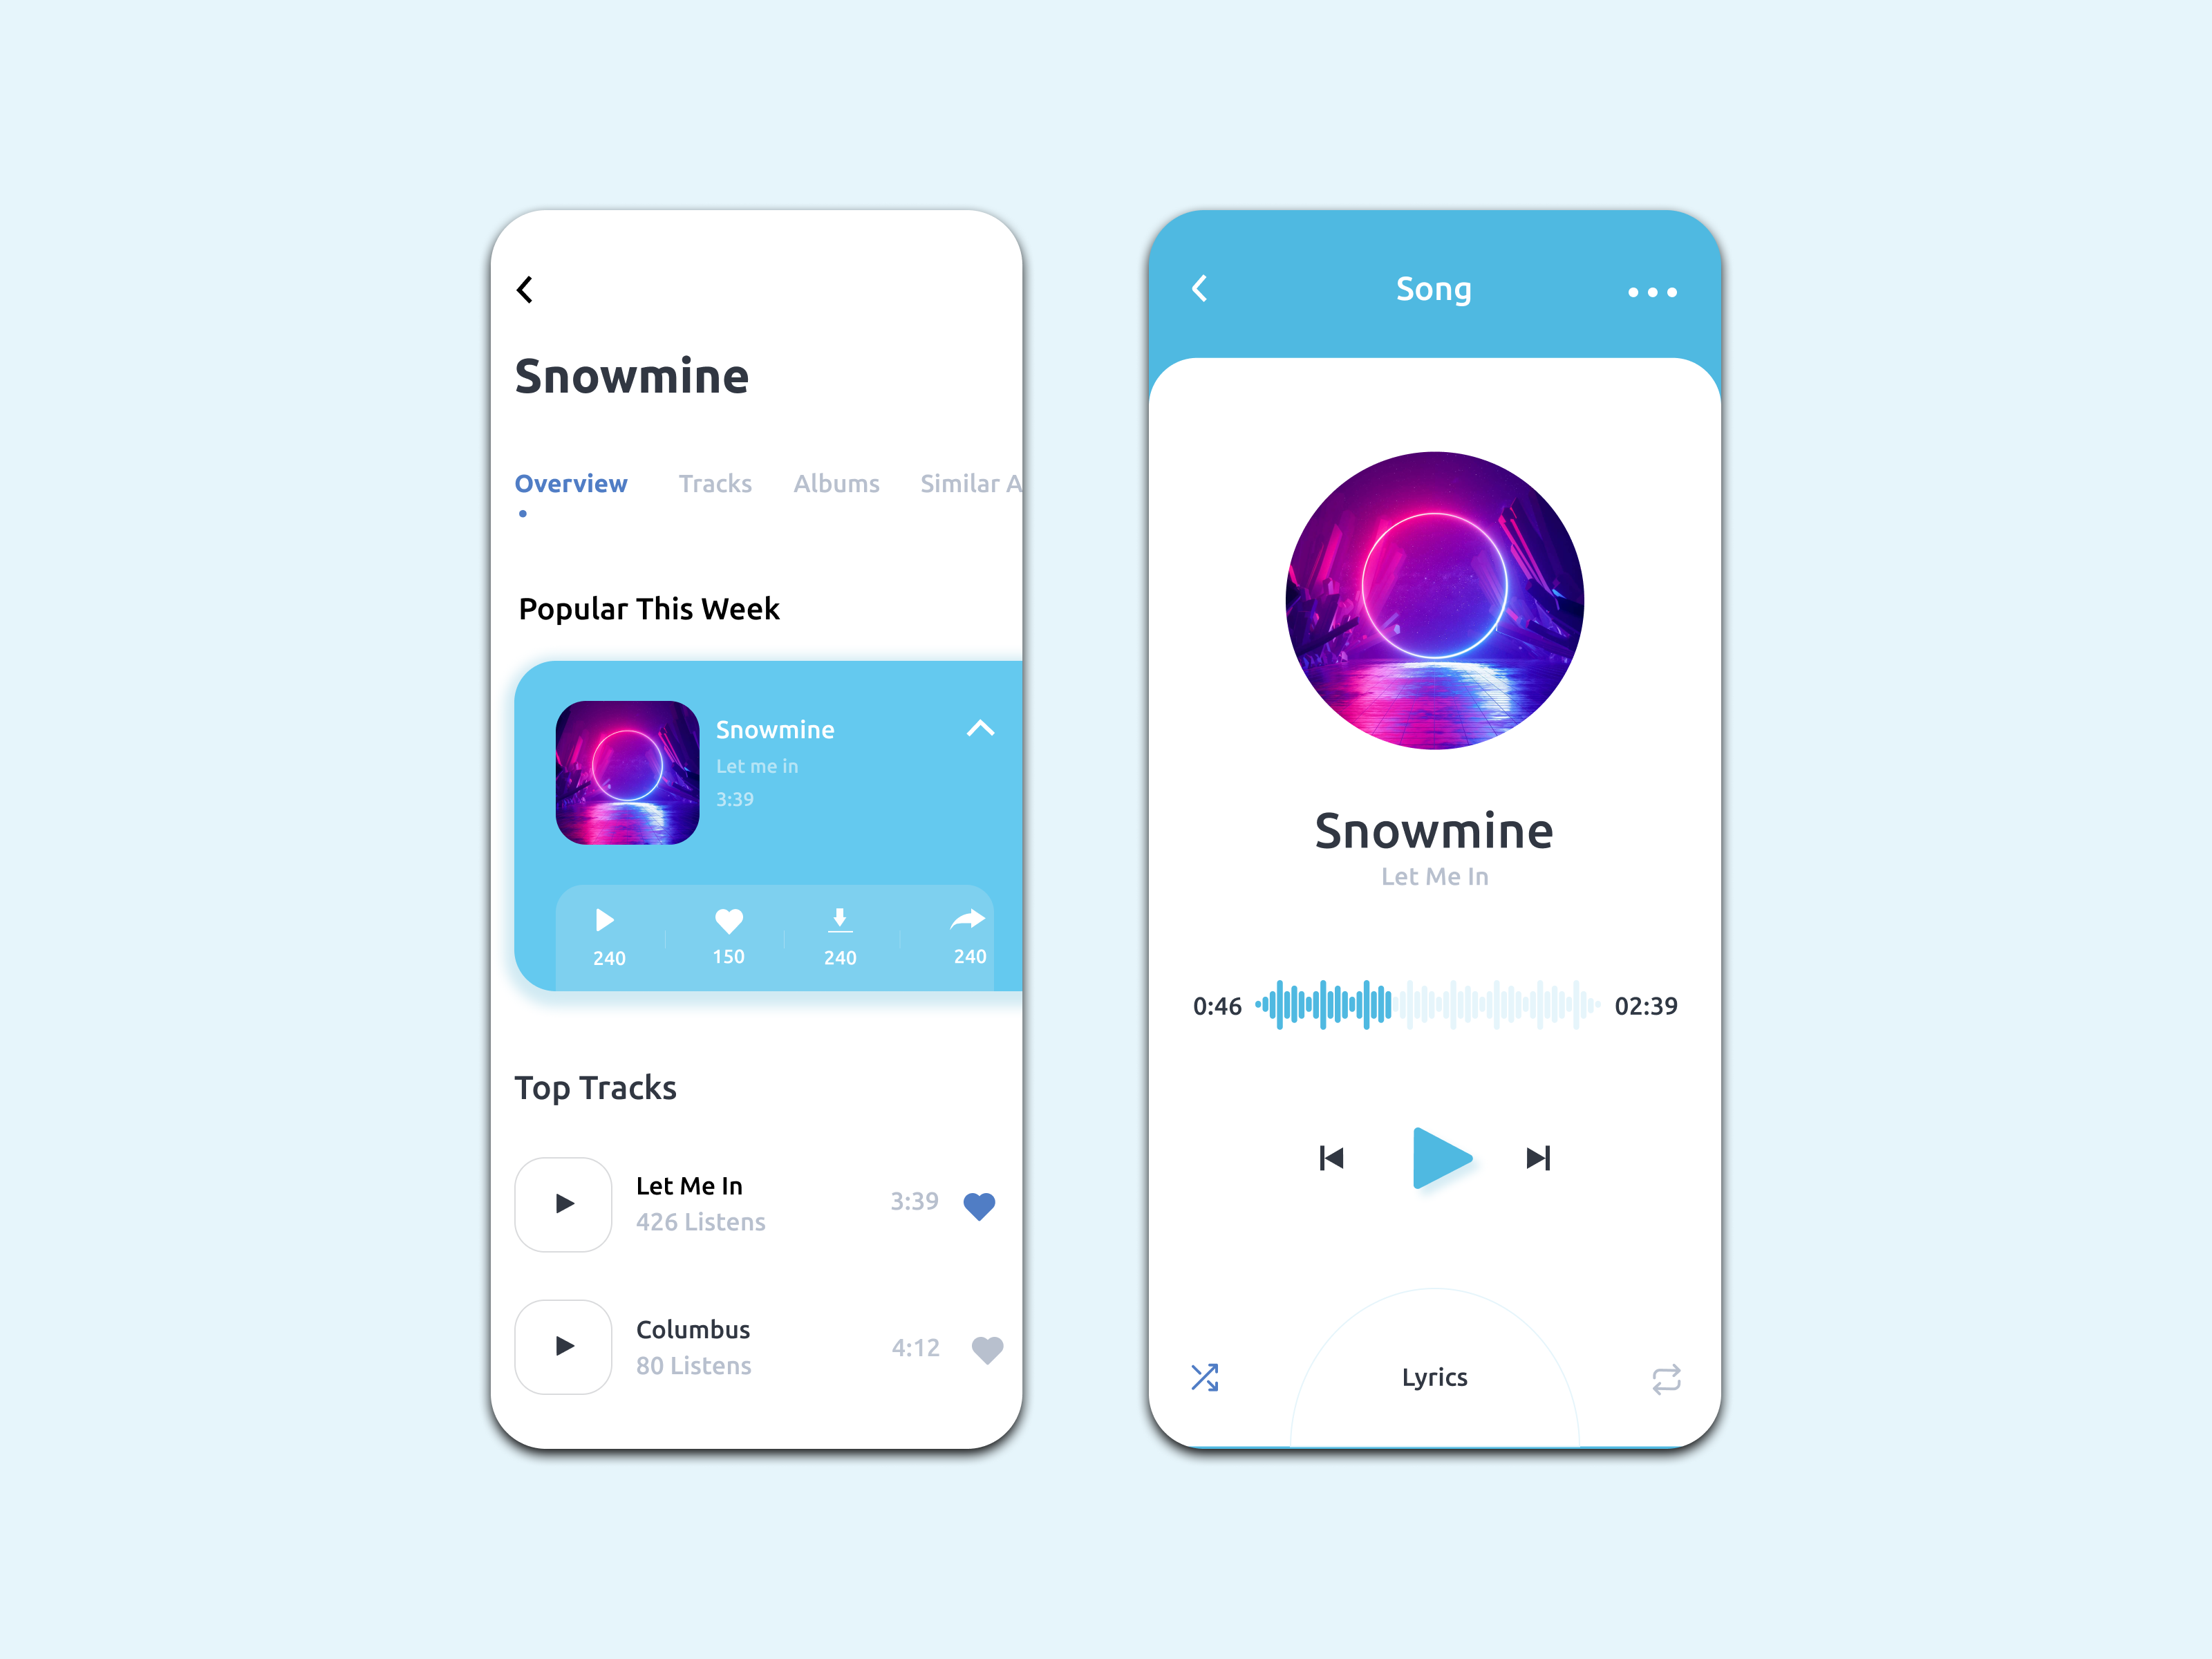 Snowmine
Overview Tracks Albums Similar A
Popular This Week
Snowmine
Let me in
3:39
240 150 240 240
Top Tracks
Let Me In
426 Listens
3:39
Columbus
80 Listens
4:12
Song
Snowmine
Let Me In
0:46 02:39
Lyrics